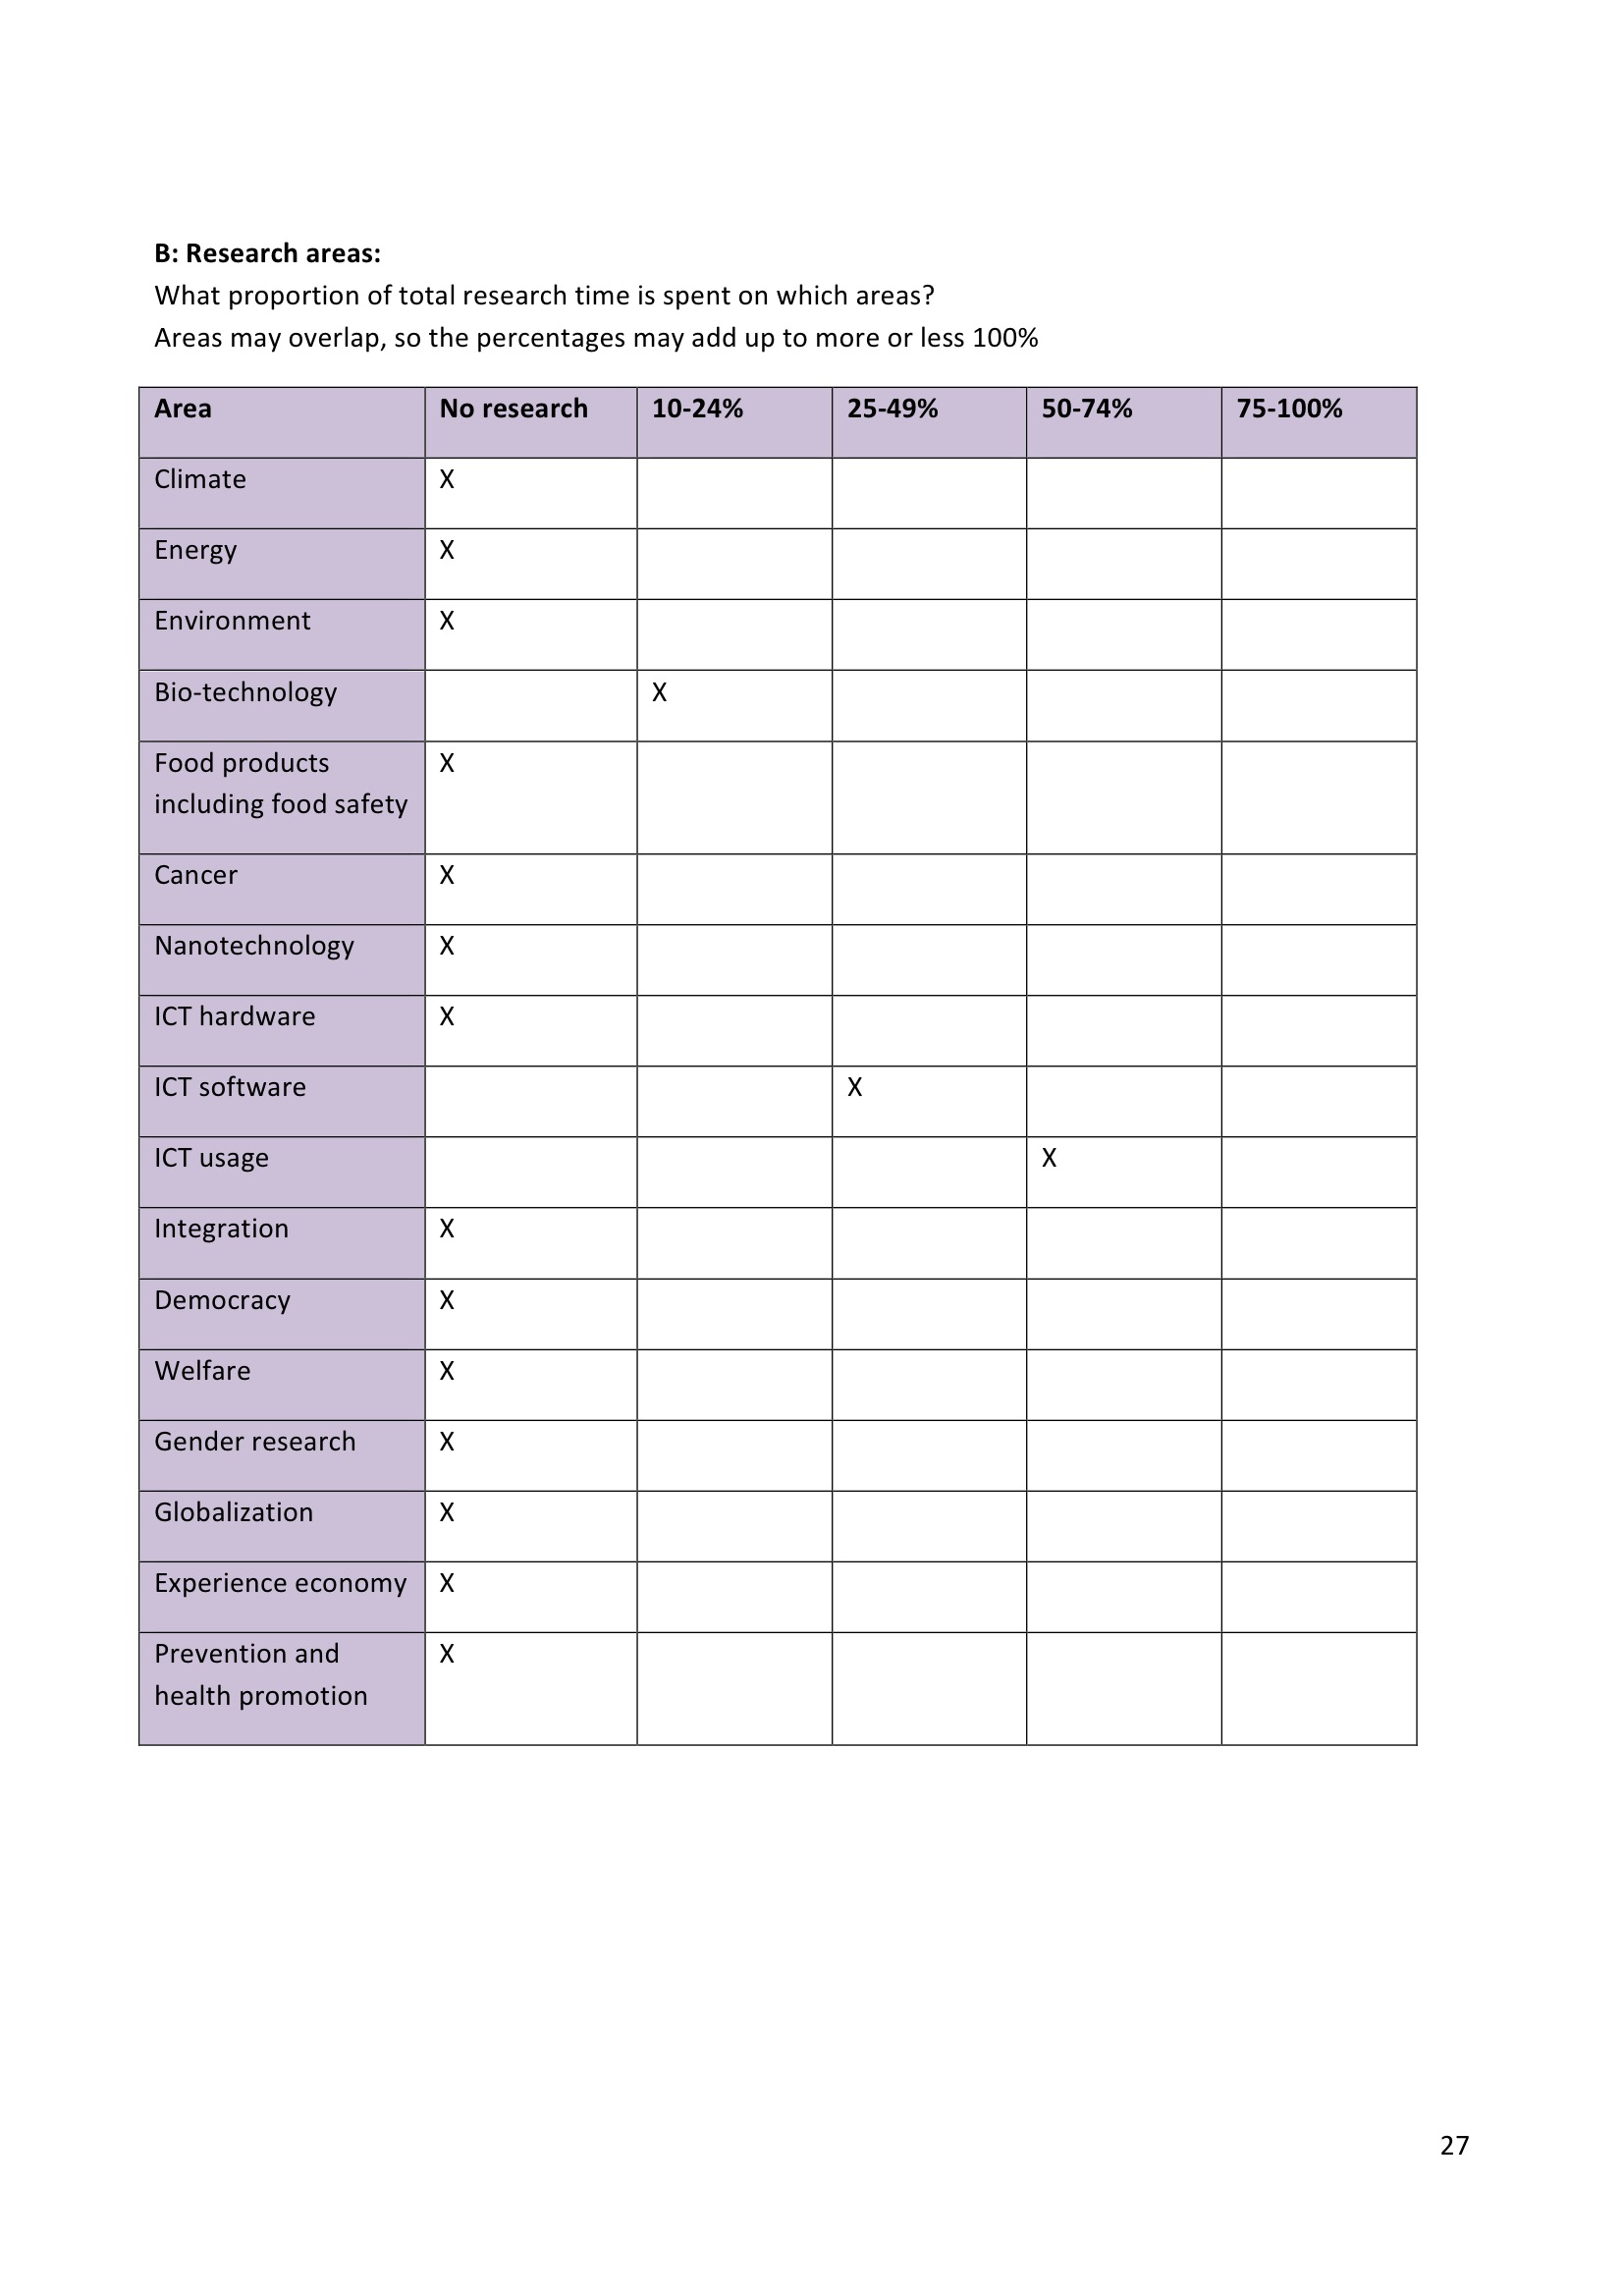 B: Research areas:
What proportion of total research time is spent on which areas?
Areas may overlap, so the percentages may add up to more or less 100%
Area No research 10-24% 25-49% 50-74% 75-100%
Climate X
Energy X
Environment X
Bio-technology X
Food products X
including food safety
Cancer X
Nanotechnology X
ICT hardware X
ICT software X
ICT usage X
Integration X
Democracy X
Welfare X
Gender research X
Globalization X
Experience economy X
Prevention and X
health promotion
27